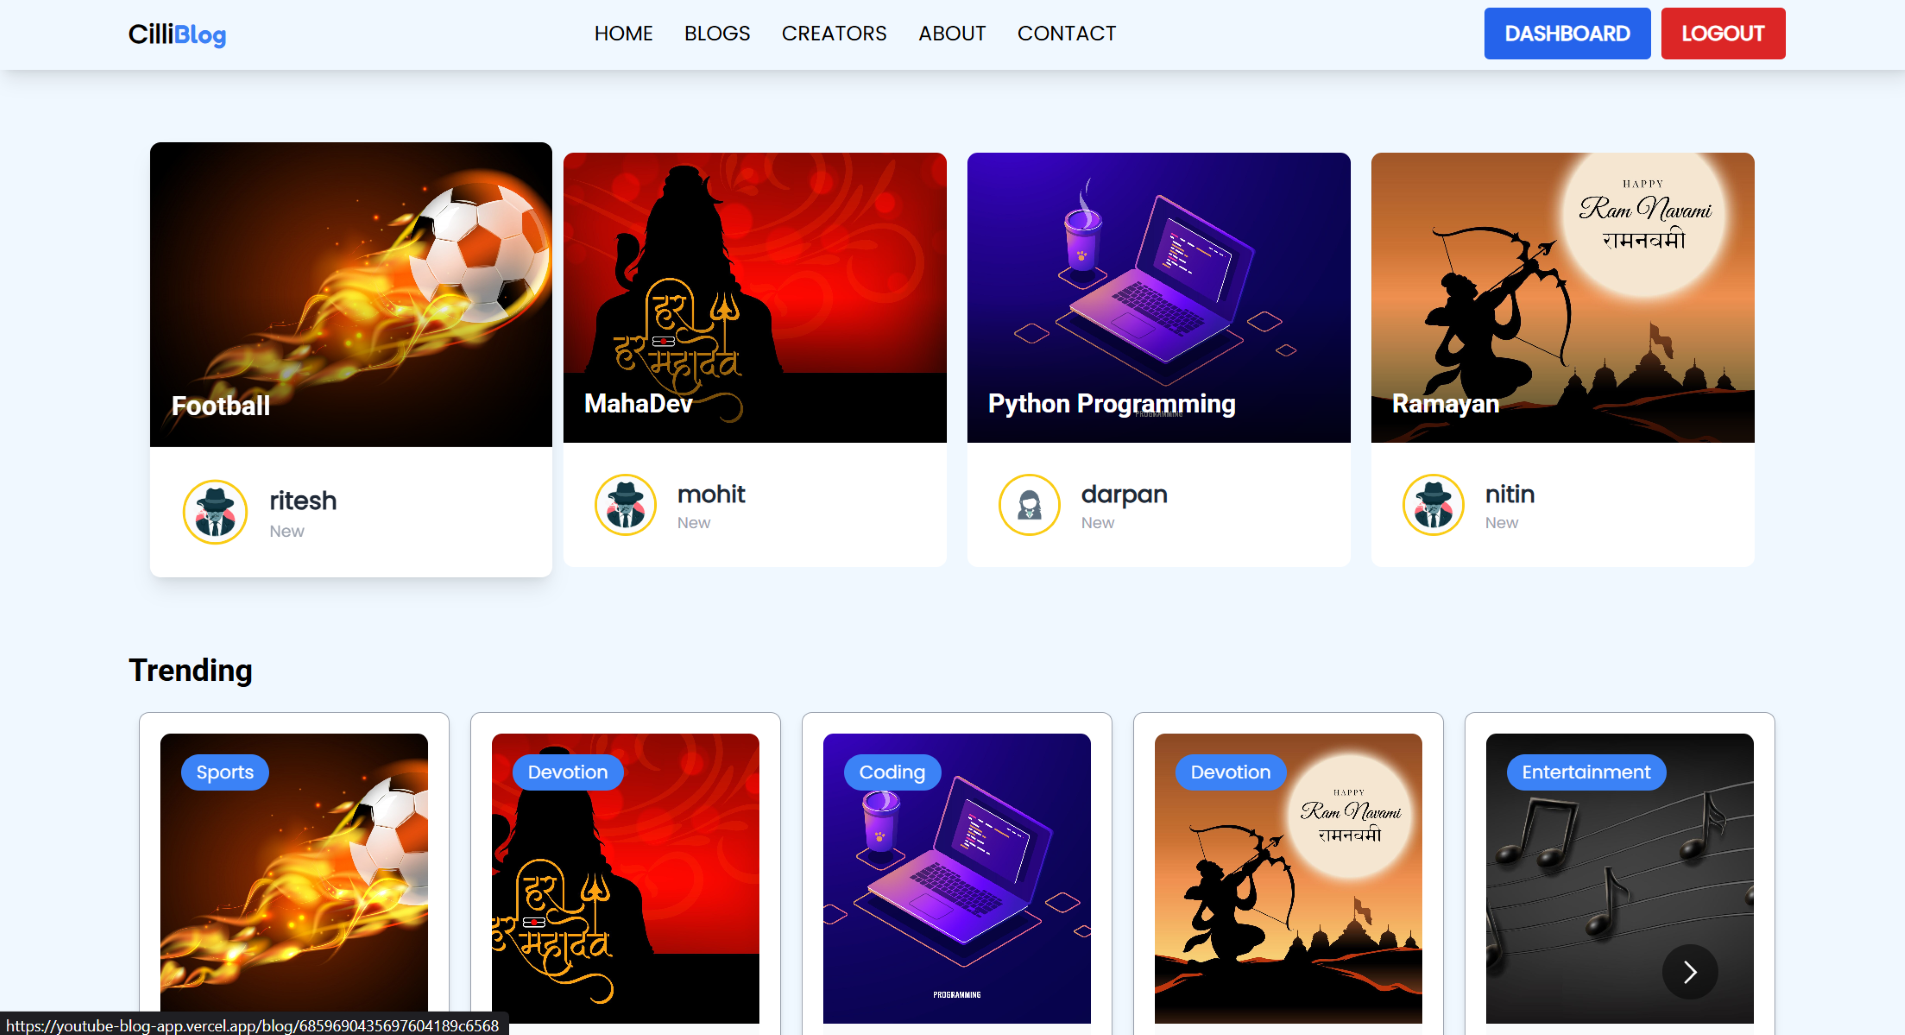 CilliBlog
HOME BLOGS CREATORS ABOUT CONTACT
DASHBOARD LOGOUT
Football
हर
हर
महादेव
MahaDev
Python Programming
PROGRAMMING
HAPPY
Ram Navami
रामनवमी
Ramayan
ritesh
New
mohit
New
darpan
New
nitin
New
Trending
Sports
Devotion
हर
हर
महादेव
Coding
PROGRAMMING
Devotion
HAPPY
Ram Navami
रामनवमी
Entertainment
https://youtube-blog-app.vercel.app/blog/6859690435697604189c6568